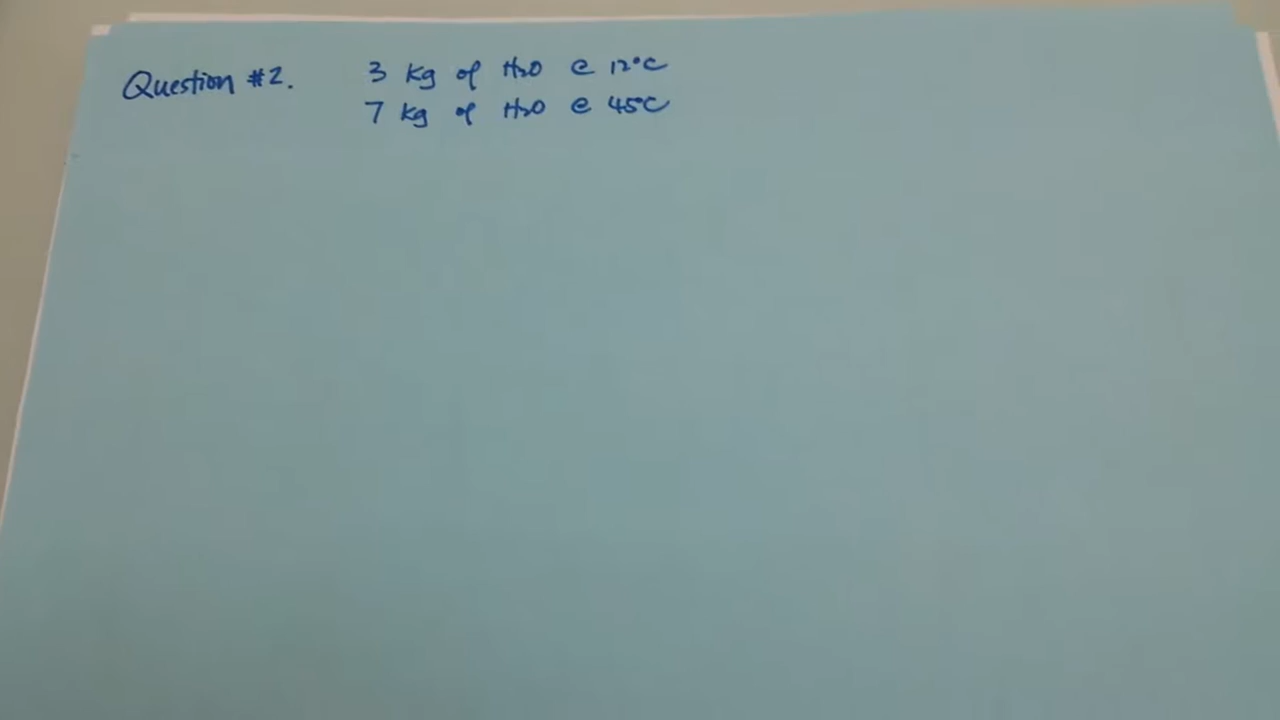 Question #2. 3 kg of H₂O @ 12°C
7 kg of H₂O @ 45°C